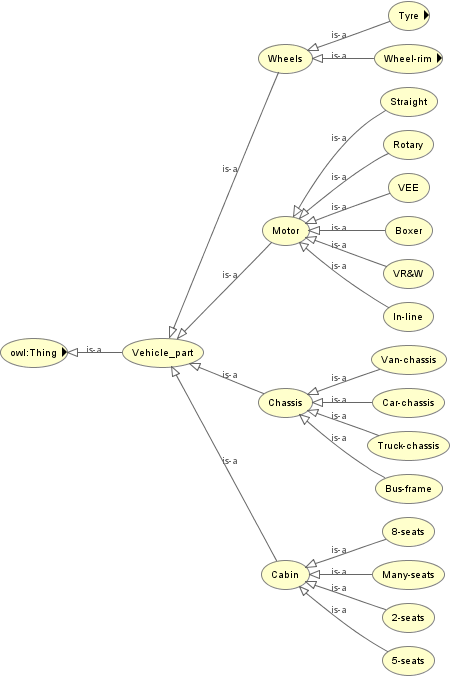 Tyre
is-a
Wheels
is-a
Wheel-rim
Straight
is-a
Rotary
is-a
is-a
VEE
is-a
Motor
is-a
Boxer
is-a
is-a
VR&W
is-a
In-line
owl:Thing
is-a
Vehicle_part
Van-chassis
is-a
is-a
Chassis
is-a
Car-chassis
is-a
is-a
Truck-chassis
is-a
Bus-frame
8-seats
is-a
Cabin
is-a
Many-seats
is-a
2-seats
5-seats